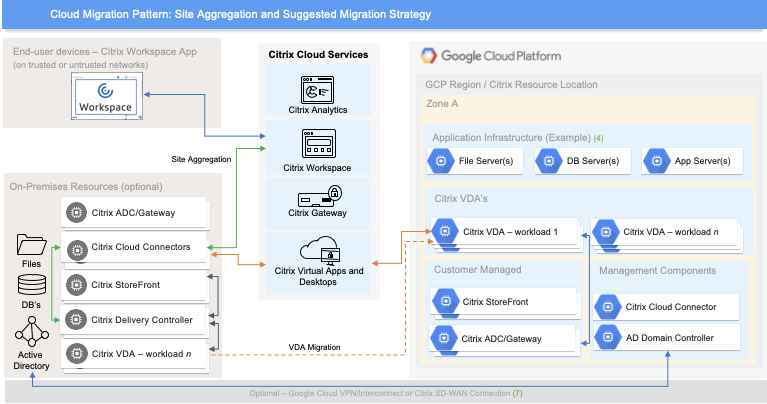 Cloud Migration Pattern: Site Aggregation and Suggested Migration Strategy
End-user devices – Citrix Workspace App
(on trusted or untrusted networks)
Workspace
Citrix Cloud Services
Citrix Analytics
Citrix Workspace
Citrix Gateway
Citrix Virtual Apps and
Desktops
Site Aggregation
On-Premises Resources (optional)
Citrix ADC/Gateway
Citrix Cloud Connectors
Citrix StoreFront
Citrix Delivery Controller
Citrix VDA – workload n
Files
DB's
Active
Directory
VDA Migration
Google Cloud Platform
GCP Region / Citrix Resource Location
Zone A
Application Infrastructure (Example) (4)
File Server(s)
DB Server(s)
App Server(s)
Citrix VDA's
Citrix VDA – workload 1
Citrix VDA – workload n
Customer Managed
Citrix StoreFront
Citrix ADC/Gateway
Management Components
Citrix Cloud Connector
AD Domain Controller
Optional – Google Cloud VPN/Interconnect or Citrix SD-WAN Connection (7)